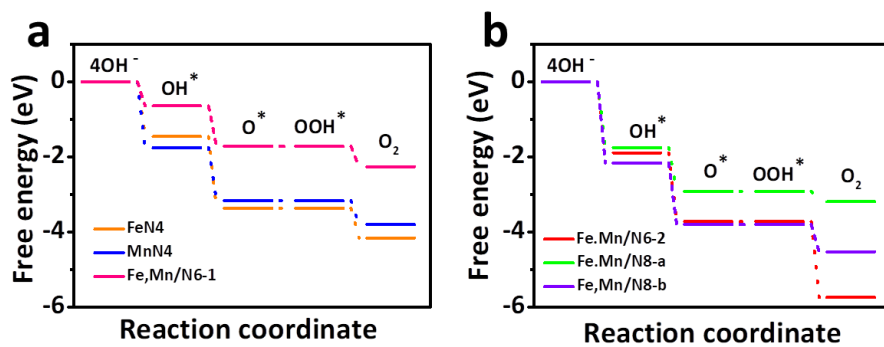 a
Free energy (eV)
0
-2
-4
-6
4OH -
OH*
O*
OOH*
O2
FeN4
MnN4
Fe,Mn/N6-1
Reaction coordinate
b
Free energy (eV)
0
-2
-4
-6
4OH -
OH*
O*
OOH*
O2
Fe.Mn/N6-2
Fe.Mn/N8-a
Fe,Mn/N8-b
Reaction coordinate